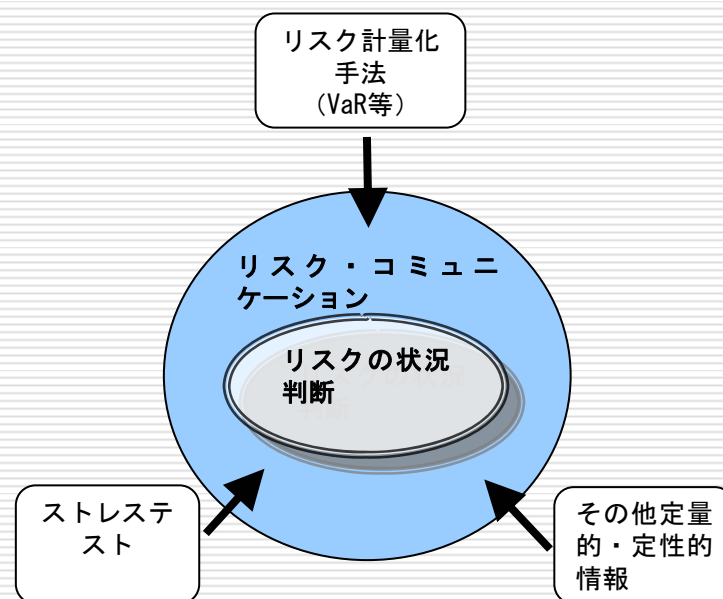 リスク計量化
手法
（VaR等）
リスク・コミュニ
ケーション
リスクの状況
判断
ストレステ
スト
その他定量
的・定性的
情報